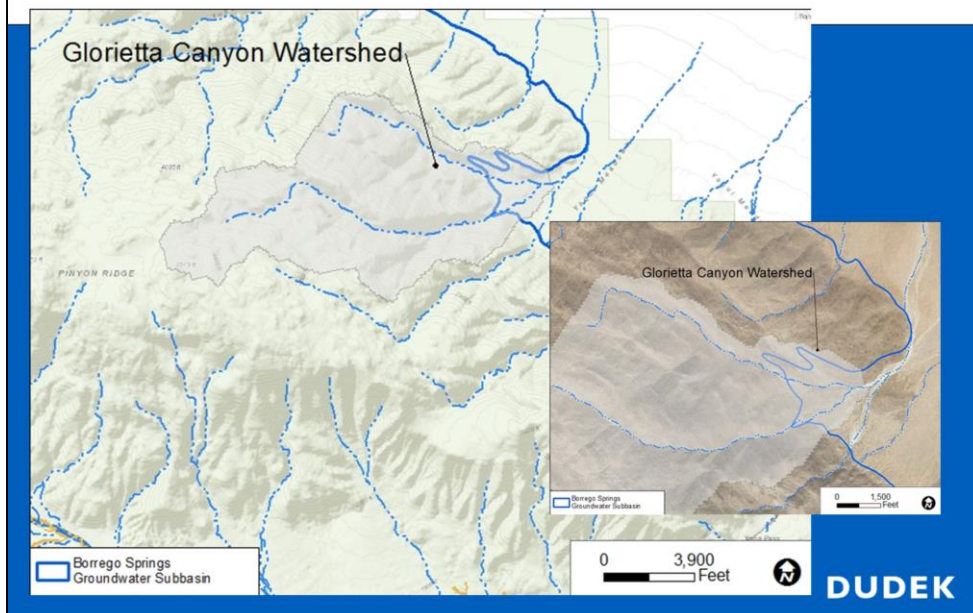 Glorietta Canyon Watershed
PINYON RIDGE
Glorietta Canyon Watershed
Borrego Springs
Groundwater Subbasin
0 1,500
Feet
N
Borrego Springs
Groundwater Subbasin
0 3,900
Feet
N
DUDEK